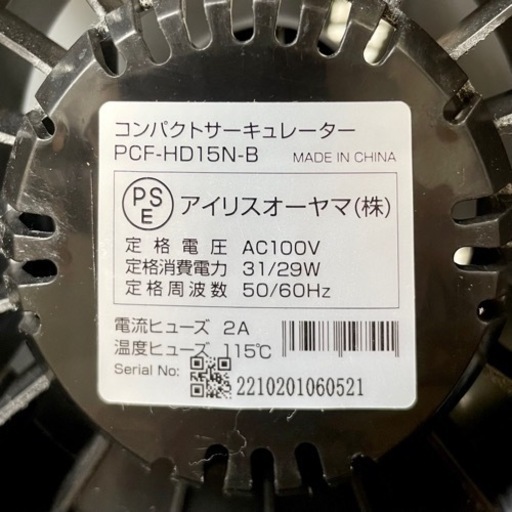 コンパクトサーキュレーター
PCF-HD15N-B MADE IN CHINA
PS
E
アイリスオーヤマ(株)
定格電圧 AC100V
定格消費電力 31/29W
定格周波数 50/60Hz
電流ヒューズ 2A
温度ヒューズ 115℃
Serial No:
2210201060521